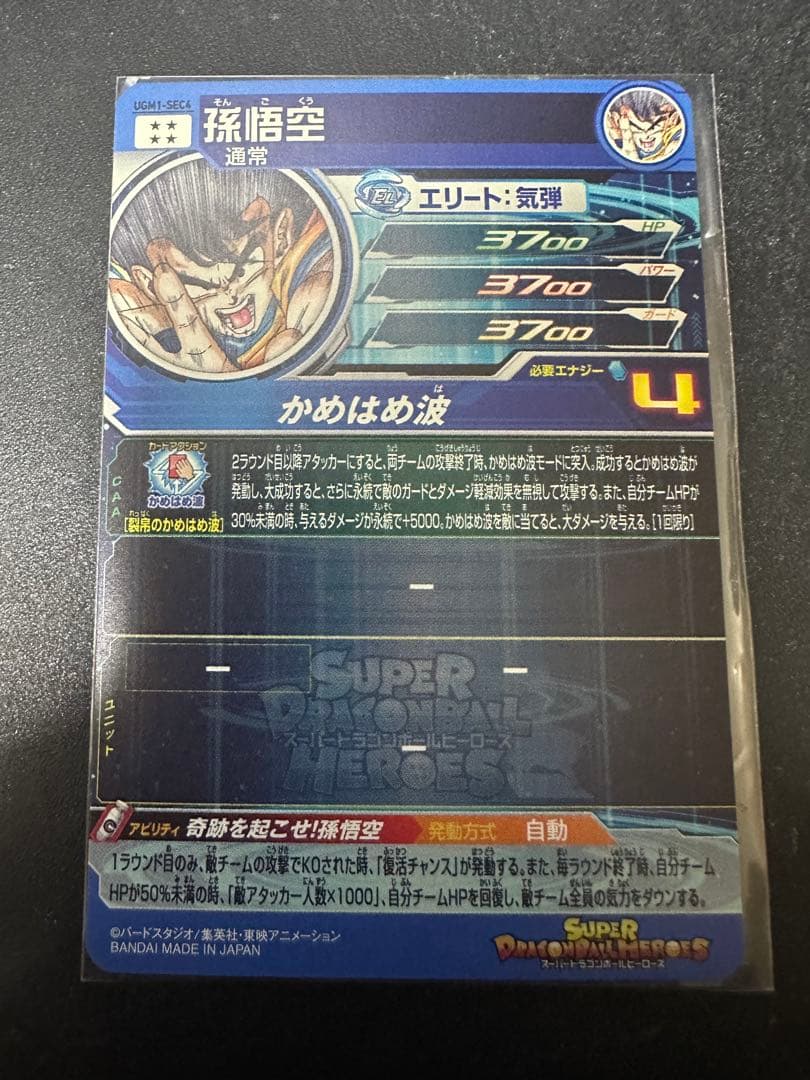 UGM1-SEC4
そんごくう
孫悟空
通常
EL エリート:気弾
HP
3700
パワー
3700
ガード
3700
必要エナジー 4
は
かめはめ波
CAA
カードアクション
かめはめ波
れっぱく
[裂帛のかめはめ波]
2ラウンド目以降アタッカーにすると、両チームの攻撃終了時、かめはめ波モードに突入。成功するとかめはめ波が
発動し、大成功すると、さらに永続で敵のガードとダメージ軽減効果を無視して攻撃する。また、自分チームHPが
30%未満の時、与えるダメージが永続で+5000。かめはめ波を敵に当てると、大ダメージを与える。[1回限り]
ー
ユニット
ー ー
ー
SUPER
DRAGONBALL
スーパードラゴンボールヒーローズ
HEROES
アビリティ 奇跡を起こせ!孫悟空 発動方式 自動
1ラウンド目のみ、敵チームの攻撃でKOされた時、「復活チャンス」が発動する。また、毎ラウンド終了時、自分チーム
HPが50%未満の時、「敵アタッカー人数×1000」、自分チームHPを回復し、敵チーム全員の気力をダウンする。
©バードスタジオ/集英社・東映アニメーション
BANDAI MADE IN JAPAN
SUPER
DRAGONBALL HEROES
スーパードラゴンボールヒーローズ